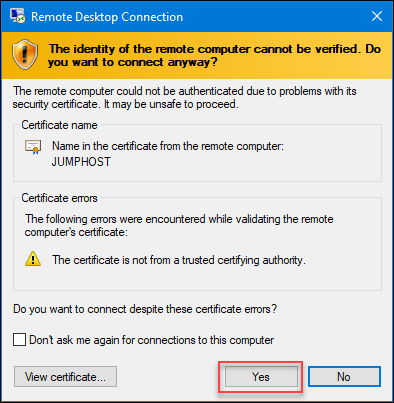 Remote Desktop Connection
The identity of the remote computer cannot be verified. Do
you want to connect anyway?
The remote computer could not be authenticated due to problems with its
security certificate. It may be unsafe to proceed.
Certificate name
Name in the certificate from the remote computer:
JUMPHOST
Certificate errors
The following errors were encountered while validating the remote
computer's certificate:
The certificate is not from a trusted certifying authority.
Do you want to connect despite these certificate errors?
Don't ask me again for connections to this computer
View certificate... Yes No